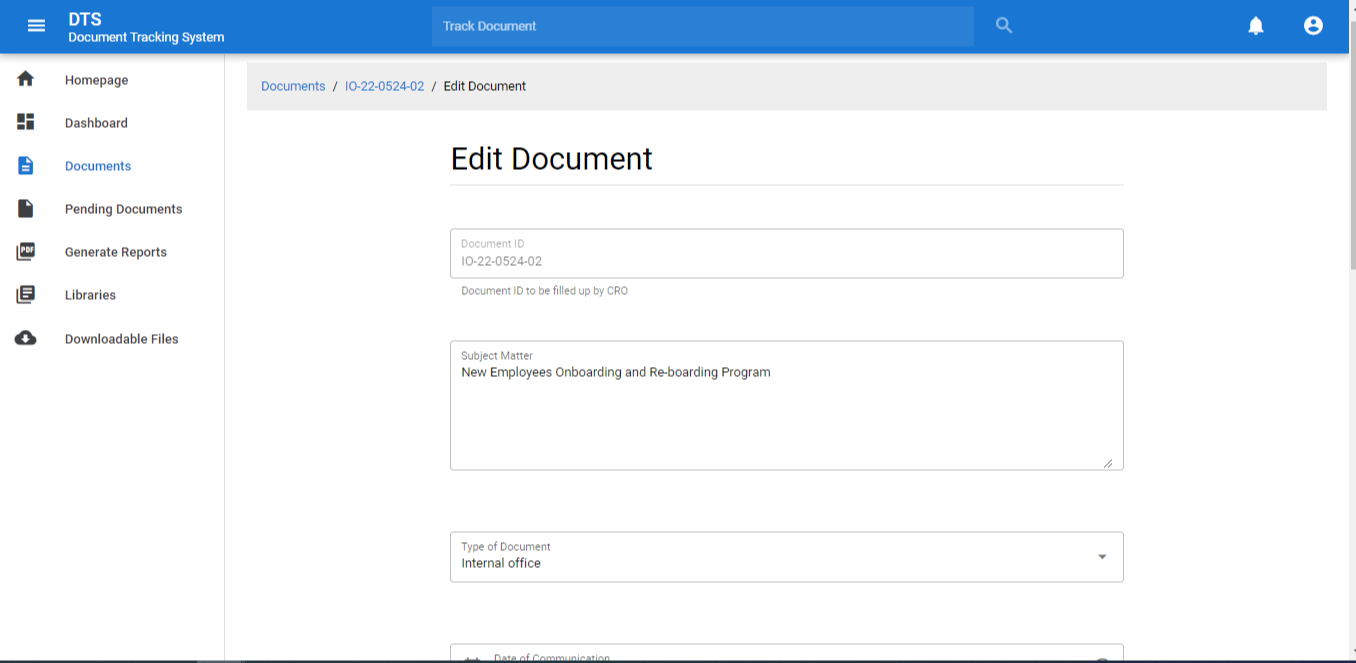 DTS
Document Tracking System
Track Document
Homepage
Dashboard
Documents
Pending Documents
PDF
Generate Reports
Libraries
Downloadable Files
Documents / IO-22-0524-02 / Edit Document
Edit Document
Document ID
IO-22-0524-02
Document ID to be filled up by CRO
Subject Matter
New Employees Onboarding and Re-boarding Program
Type of Document
Internal office
Date of Communication